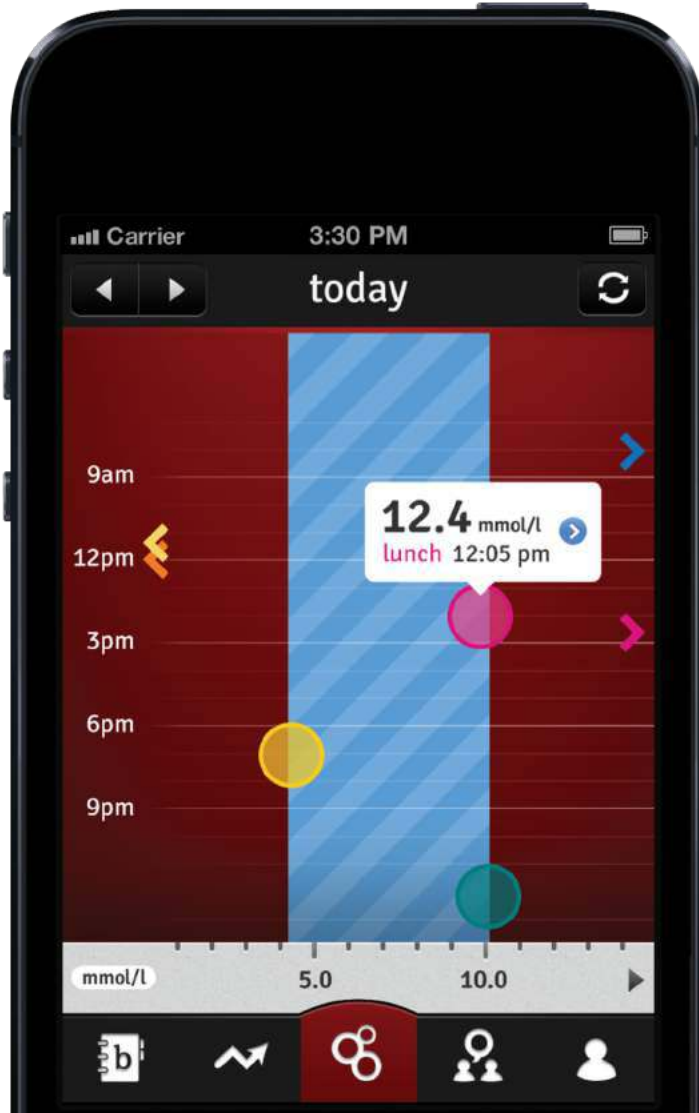 Carrier 3:30 PM
today
9am
12.4 mmol/l
lunch 12:05 pm
12pm
3pm
6pm
9pm
mmol/l 5.0 10.0
b